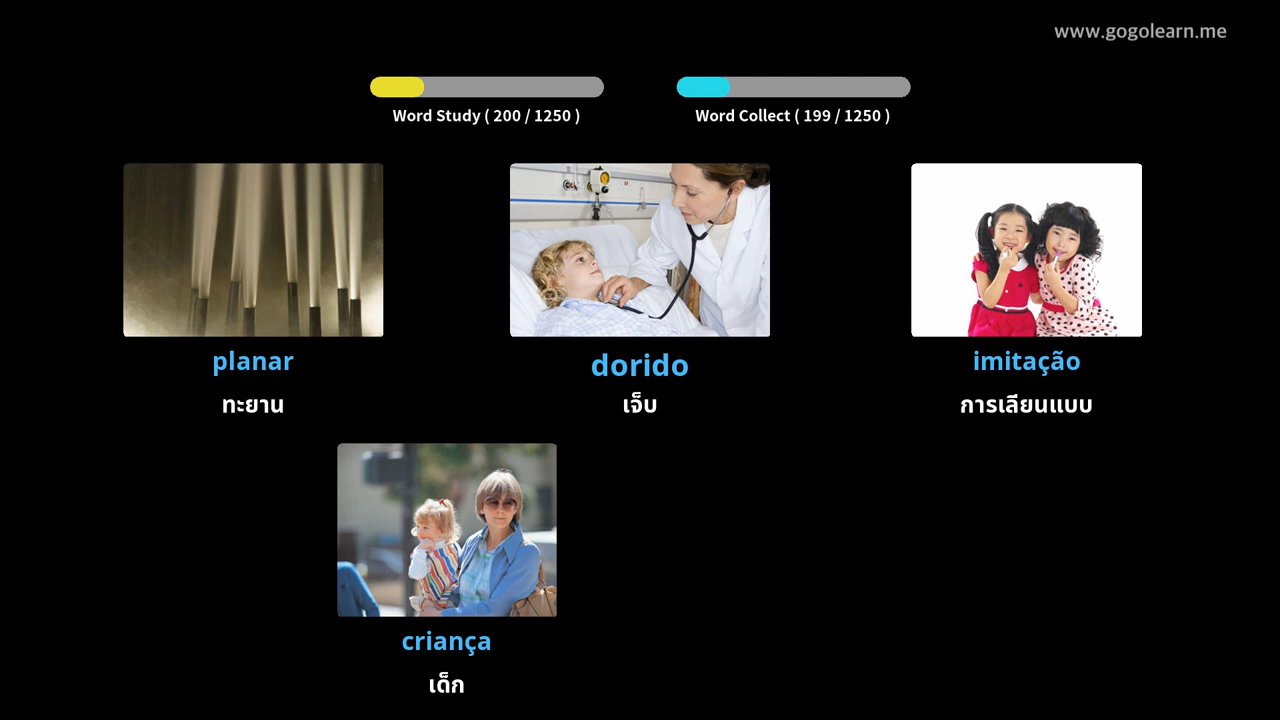 www.gogolearn.me
Word Study ( 200 / 1250 )
Word Collect ( 199 / 1250 )
planar
dorido
imitação
ทะยาน
เจ็บ
การเลียนแบบ
criança
เด็ก